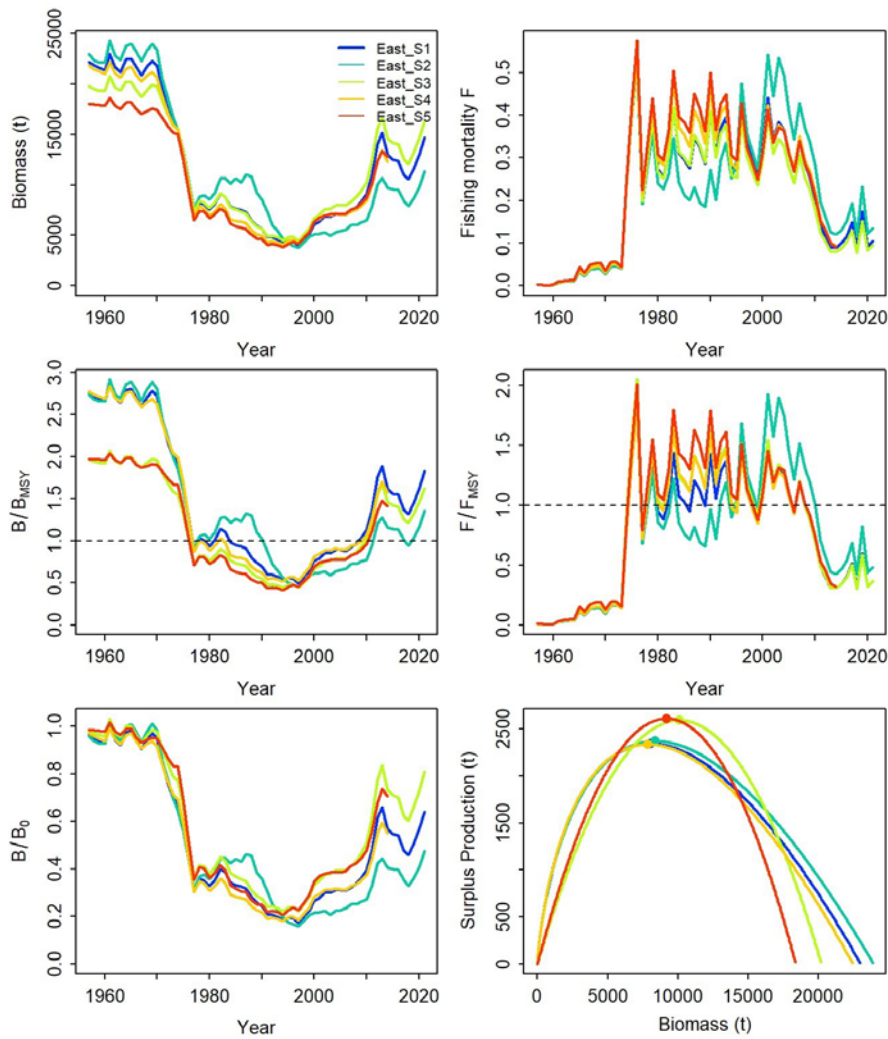 Biomass (t)
25000
15000
5000
0
East_S1
East_S2
East_S3
East_S4
East_S5
1960 1980 2000 2020
Year
Fishing mortality F
0.5
0.4
0.3
0.2
0.1
0.0
1960 1980 2000 2020
Year
B/BMSY
3.0
2.5
2.0
1.5
1.0
0.5
0.0
1960 1980 2000 2020
Year
F/FMSY
2.0
1.5
1.0
0.5
0.0
1960 1980 2000 2020
Year
B/B0
1.0
0.8
0.6
0.4
0.2
0.0
1960 1980 2000 2020
Year
Surplus Production (t)
2500
1500
500
0
0 5000 10000 15000 20000
Biomass (t)